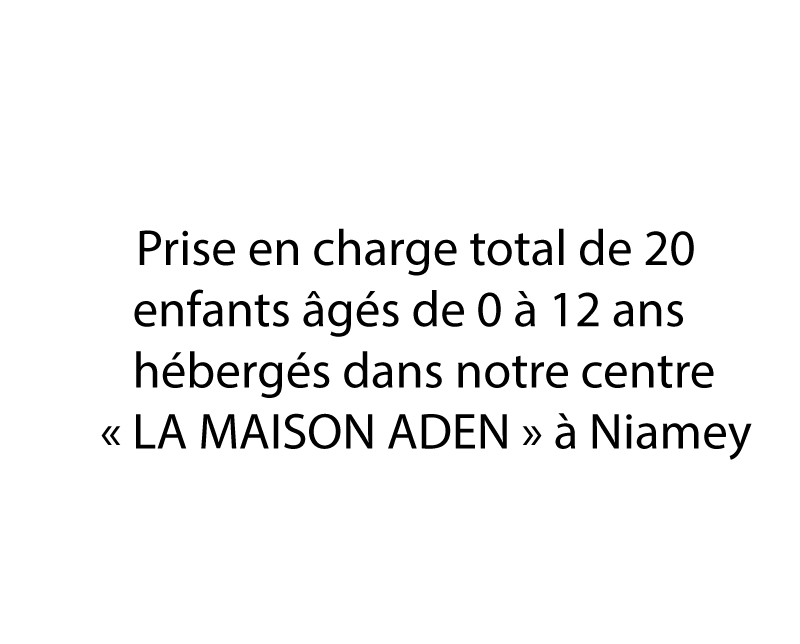 Prise en charge total de 20
enfants âgés de 0 à 12 ans
hébergés dans notre centre
« LA MAISON ADEN » à Niamey